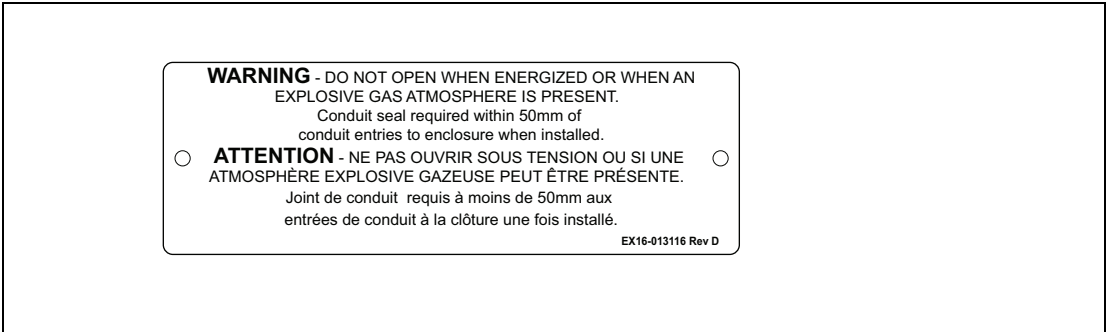 WARNING - DO NOT OPEN WHEN ENERGIZED OR WHEN AN
EXPLOSIVE GAS ATMOSPHERE IS PRESENT.
Conduit seal required within 50mm of
conduit entries to enclosure when installed.
ATTENTION - NE PAS OUVRIR SOUS TENSION OU SI UNE
ATMOSPHÈRE EXPLOSIVE GAZEUSE PEUT ÊTRE PRÉSENTE.
Joint de conduit requis à moins de 50mm aux
entrées de conduit à la clôture une fois installé.
EX16-013116 Rev D